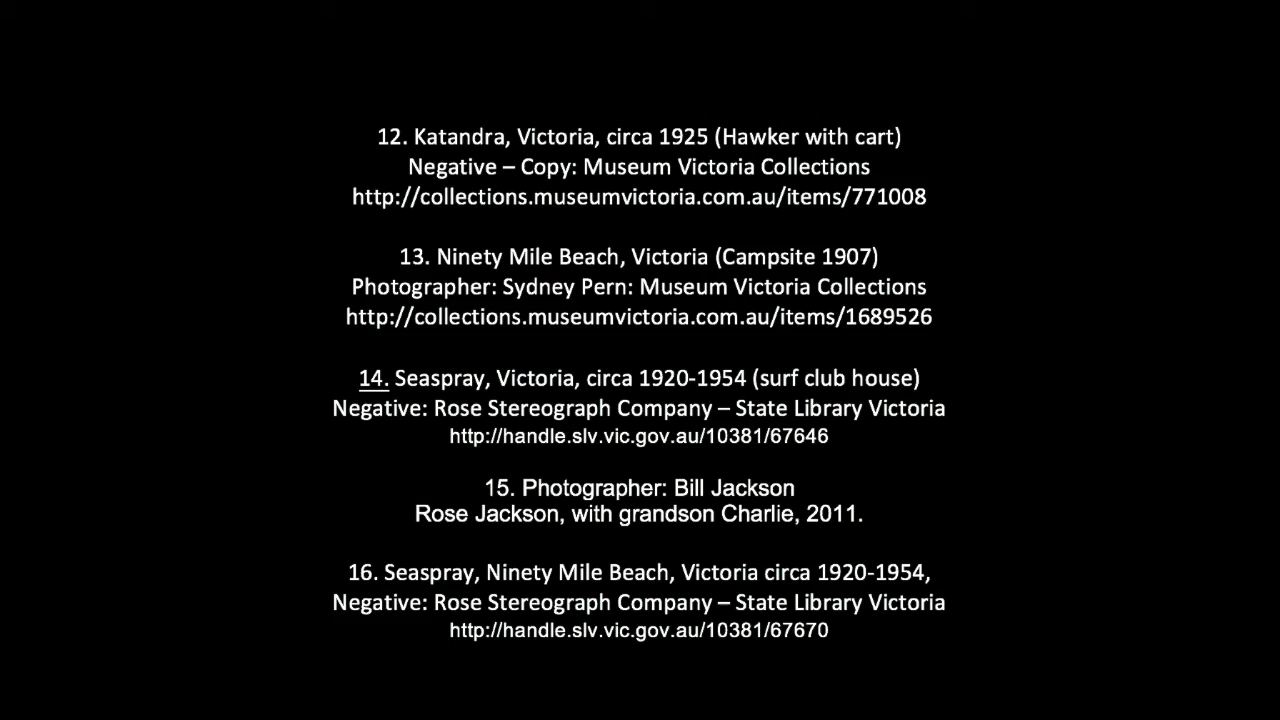 12. Katandra, Victoria, circa 1925 (Hawker with cart)
Negative – Copy: Museum Victoria Collections
http://collections.museumvictoria.com.au/items/771008
13. Ninety Mile Beach, Victoria (Campsite 1907)
Photographer: Sydney Pern: Museum Victoria Collections
http://collections.museumvictoria.com.au/items/1689526
14. Seaspray, Victoria, circa 1920-1954 (surf club house)
Negative: Rose Stereograph Company – State Library Victoria
http://handle.slv.vic.gov.au/10381/67646
15. Photographer: Bill Jackson
Rose Jackson, with grandson Charlie, 2011.
16. Seaspray, Ninety Mile Beach, Victoria circa 1920-1954,
Negative: Rose Stereograph Company – State Library Victoria
http://handle.slv.vic.gov.au/10381/67670